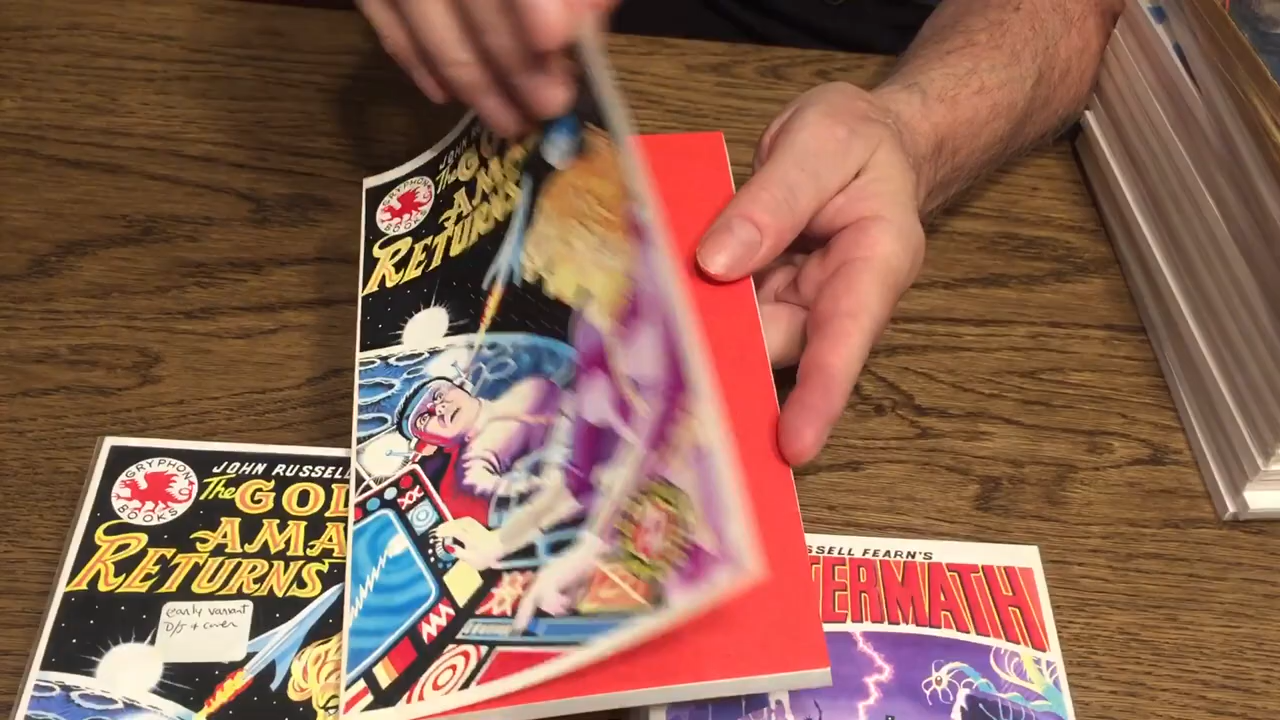 JOHN
GRYPHON
BOOKS
The GO
AMA
RETURNS
GRYPHON
BOOKS
JOHN RUSSELL
The GOL
AMA
RETURNS
early variant
D/J + cover
SSELL FEARN'S
TERMATH